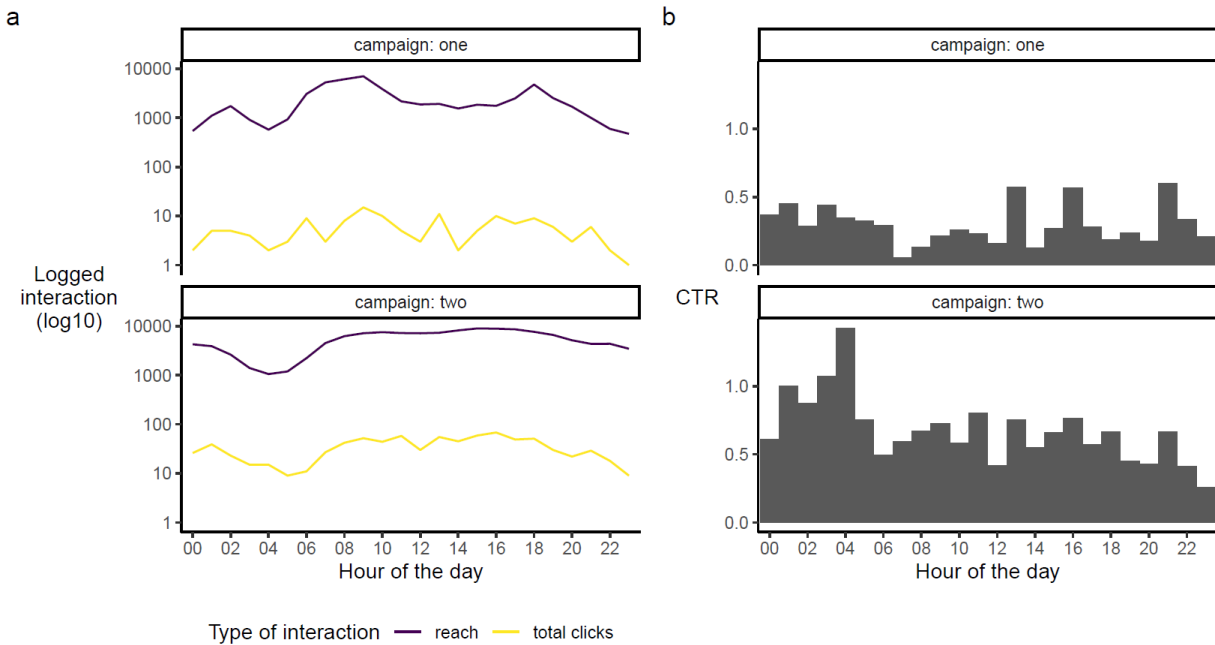 a
campaign: one
10000
1000
100
10
1
Logged
interaction
(log10)
campaign: two
10000
1000
100
10
1
00 02 04 06 08 10 12 14 16 18 20 22
Hour of the day
b
campaign: one
1.0
0.5
0.0
CTR
campaign: two
1.0
0.5
0.0
00 02 04 06 08 10 12 14 16 18 20 22
Hour of the day
Type of interaction reach total clicks